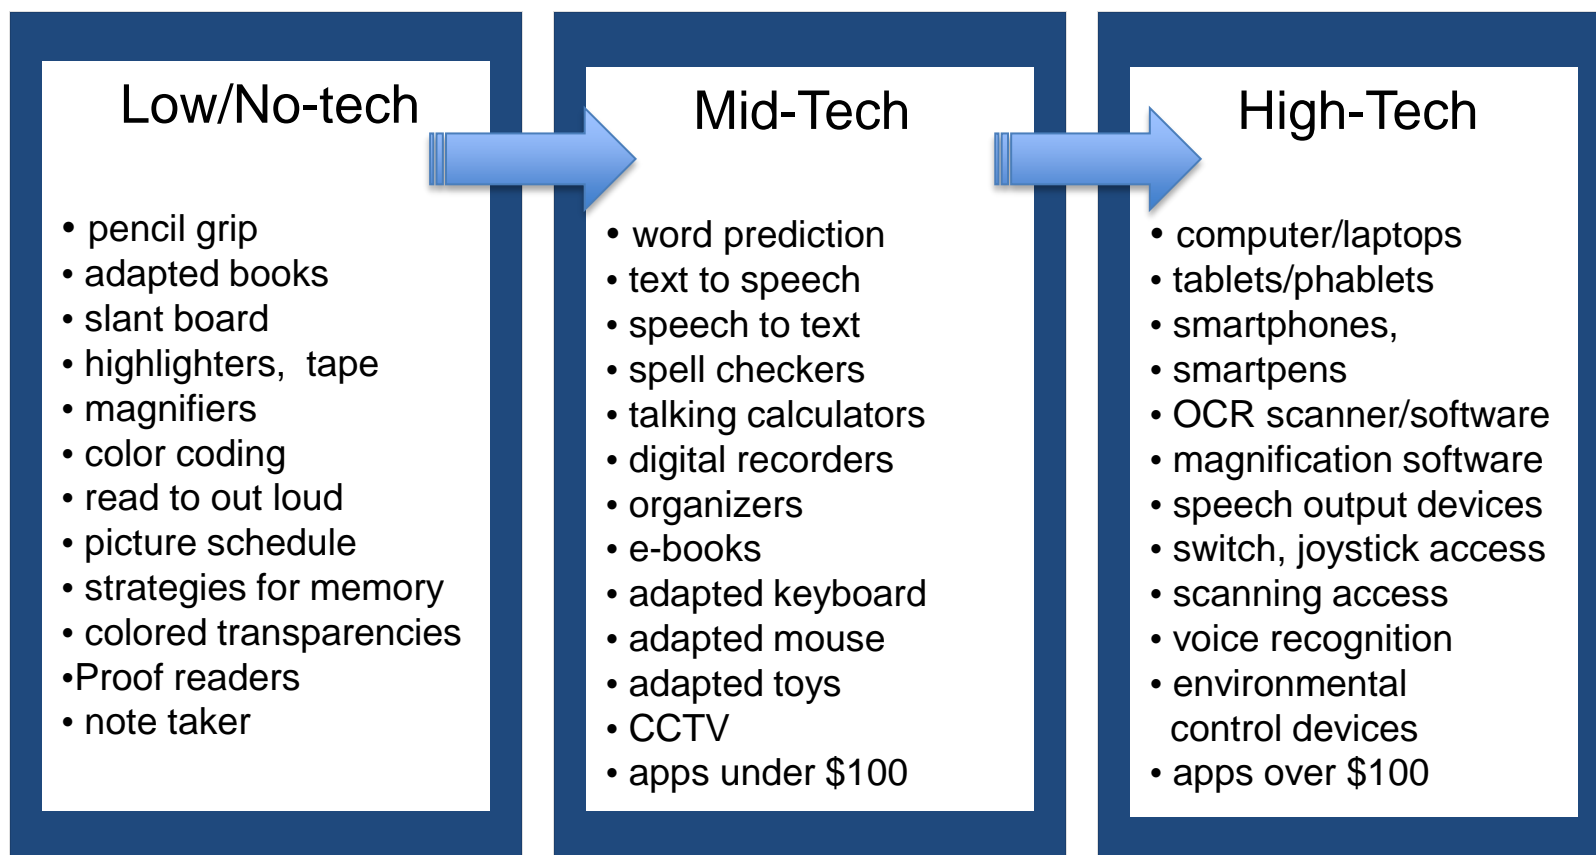 Low/No-tech
• pencil grip
• adapted books
• slant board
• highlighters,  tape
• magnifiers
• color coding
• read to out loud
• picture schedule
• strategies for memory
• colored transparencies
•Proof readers
• note taker
Mid-Tech
• word prediction
• text to speech
• speech to text
• spell checkers
• talking calculators
• digital recorders
• organizers
• e-books
• adapted keyboard
• adapted mouse
• adapted toys
• CCTV
• apps under $100
High-Tech
• computer/laptops
• tablets/phablets
• smartphones,
• smartpens
• OCR scanner/software
• magnification software
• speech output devices
• switch, joystick access
• scanning access
• voice recognition
• environmental
control devices
• apps over $100